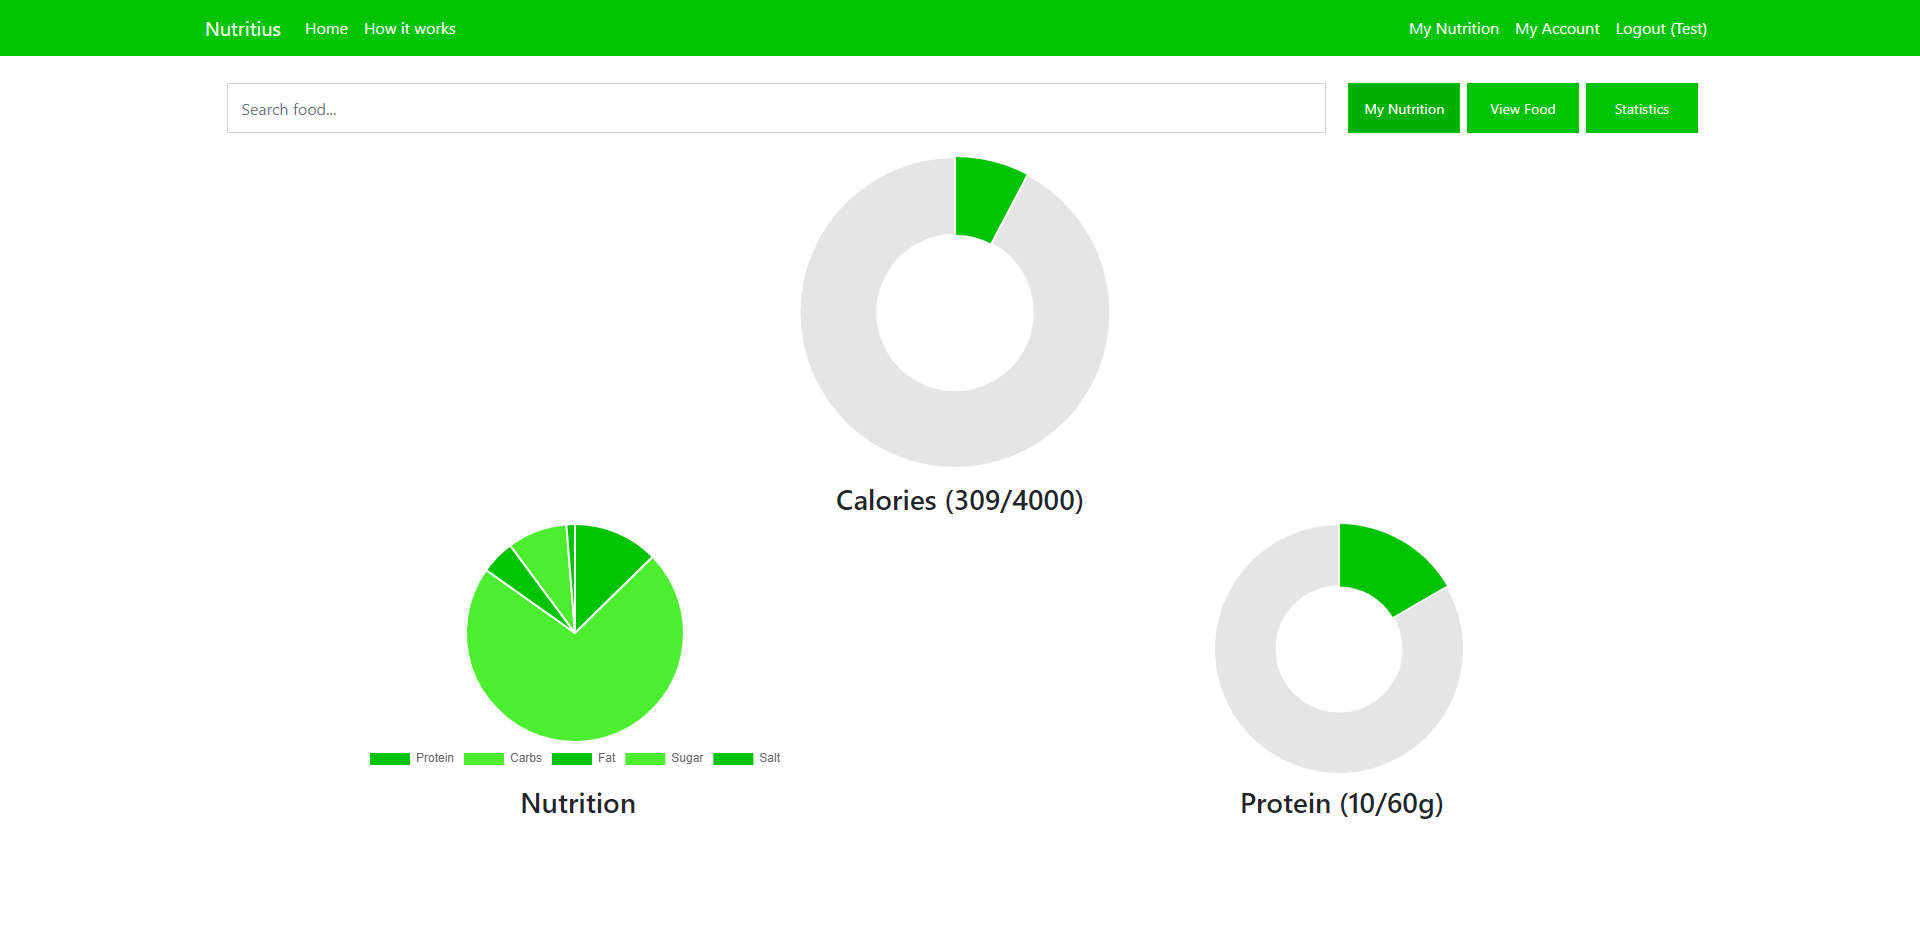 Nutritius Home How it works My Nutrition My Account Logout (Test)
Search food... My Nutrition View Food Statistics
Calories (309/4000)
Protein Carbs Fat Sugar Salt
Nutrition Protein (10/60g)